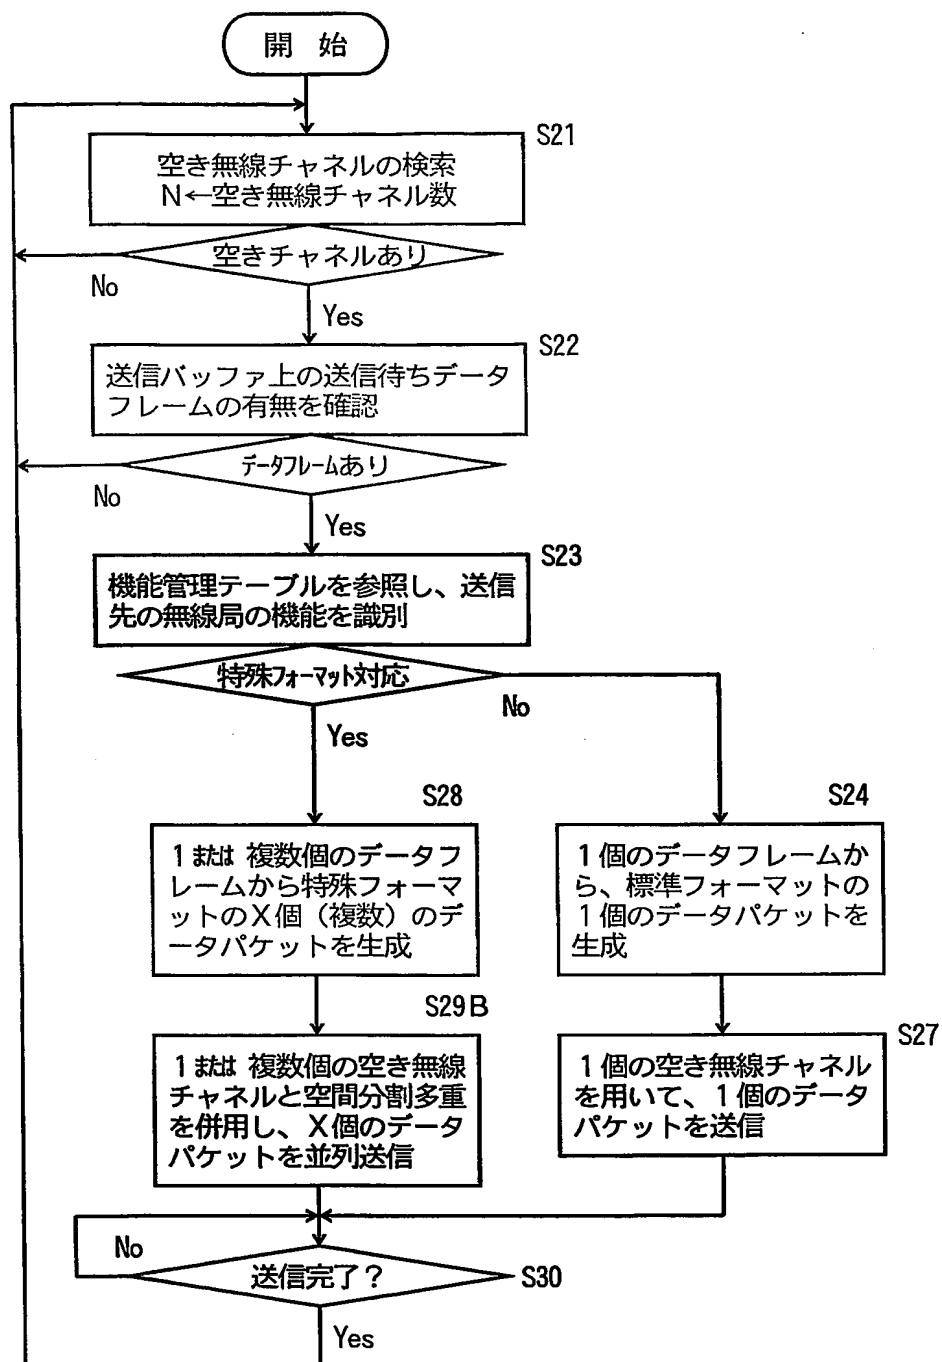 開　始
S21
空き無線チャネルの検索
N←空き無線チャネル数
空きチャネルあり
No
Yes
S22
送信バッファ上の送信待ちデータ
フレームの有無を確認
データフレームあり
No
Yes
S23
機能管理テーブルを参照し、送信
先の無線局の機能を識別
特殊フォーマット対応
No
Yes
S28
1または 複数個のデータフ
レームから特殊フォーマ
ットのX個（複数）のデ
ータパケットを生成
S24
1個のデータフレームか
ら、標準フォーマットの
1個のデータパケットを
生成
S29B
1または 複数個の空き無線
チャネルと空間分割多重
を併用し、X個のデータ
パケットを並列送信
S27
1個の空き無線チャネル
を用いて、1個のデータ
パケットを送信
No
送信完了？
S30
Yes